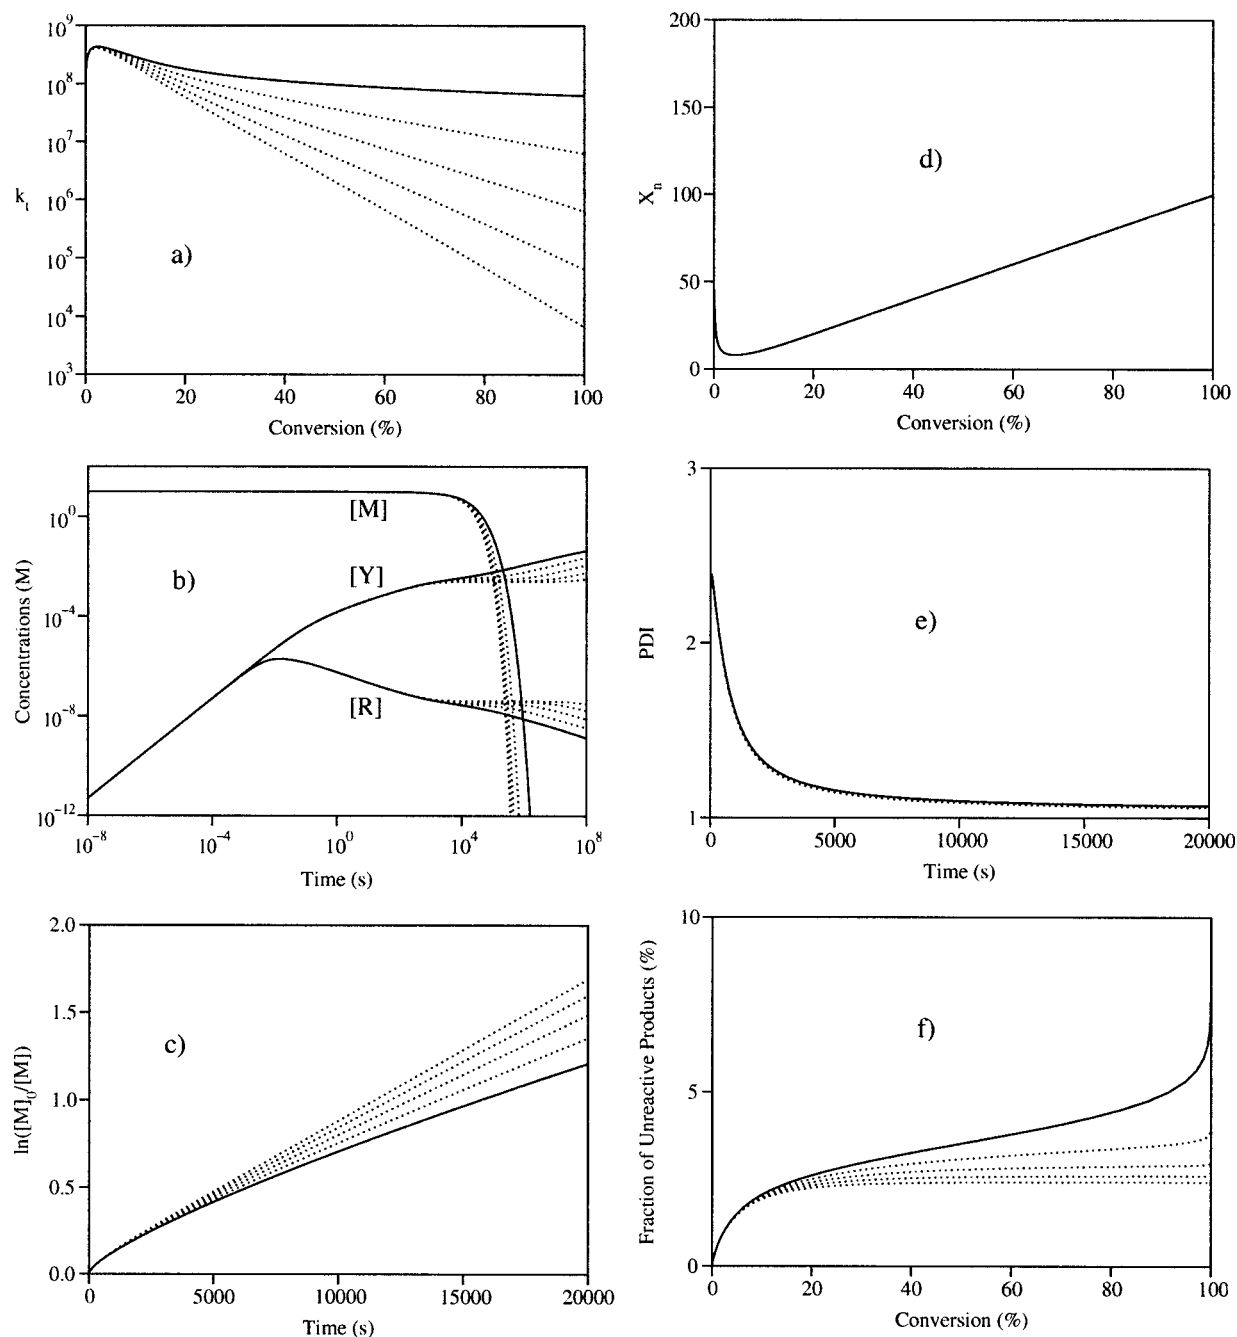 10^9
10^8
10^7
10^6
10^5
10^4
10^3
k_t
a)
0 20 40 60 80 100
Conversion (%)
200
150
100
50
0
X_n
d)
0 20 40 60 80 100
Conversion (%)
10^0
10^-4
10^-8
10^-12
Concentrations (M)
b)
[M]
[Y]
[R]
10^-8 10^-4 10^0 10^4 10^8
Time (s)
3
2
1
PDI
e)
0 5000 10000 15000 20000
Time (s)
2.0
1.5
1.0
0.5
0.0
ln([M]_0/[M])
c)
0 5000 10000 15000 20000
Time (s)
10
5
0
Fraction of Unreactive Products (%)
f)
0 20 40 60 80 100
Conversion (%)